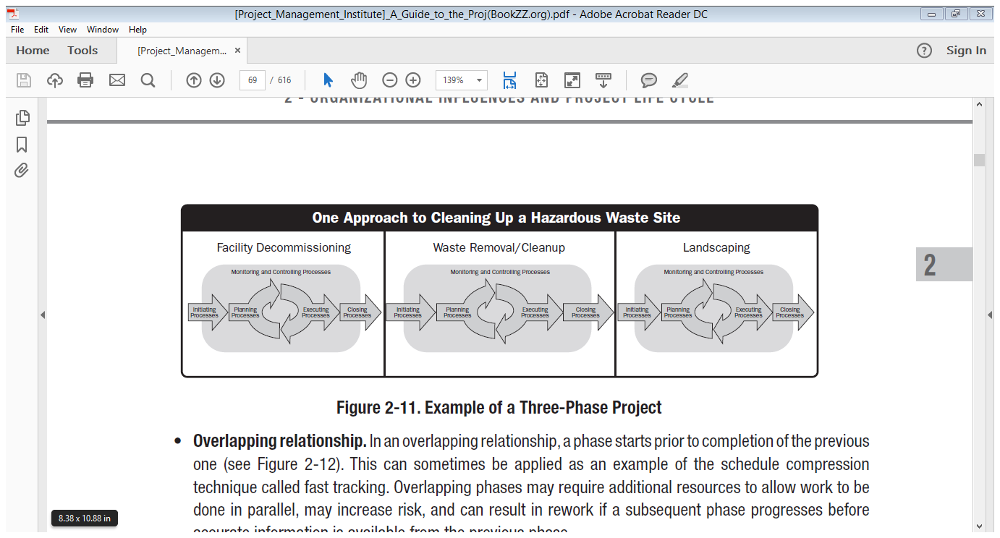 [Project_Management_Institute]_A_Guide_to_the_Proj(BookZZ.org).pdf - Adobe Acrobat Reader DC
File Edit View Window Help
Home Tools [Project_Managem... × ? Sign In
69 / 616 139%
2 - ORGANIZATIONAL INFLUENCES AND PROJECT LIFE CYCLE
One Approach to Cleaning Up a Hazardous Waste Site
Facility Decommissioning
Monitoring and Controlling Processes
Initiating
Processes
Planning
Processes
Executing
Processes
Closing
Processes
Waste Removal/Cleanup
Monitoring and Controlling Processes
Initiating
Processes
Planning
Processes
Executing
Processes
Closing
Processes
Landscaping
Monitoring and Controlling Processes
Initiating
Processes
Planning
Processes
Executing
Processes
Closing
Processes
2
Figure 2-11. Example of a Three-Phase Project
• Overlapping relationship. In an overlapping relationship, a phase starts prior to completion of the previous
one (see Figure 2-12). This can sometimes be applied as an example of the schedule compression
technique called fast tracking. Overlapping phases may require additional resources to allow work to be
done in parallel, may increase risk, and can result in rework if a subsequent phase progresses before
accurate information is available from the previous phase.
8.38 x 10.88 in